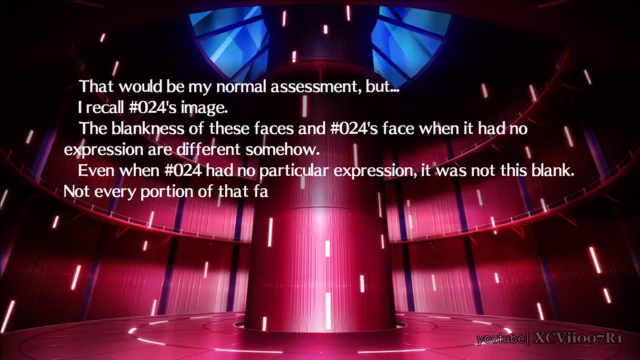 That would be my normal assessment, but...
I recall #024's image.
The blankness of these faces and #024's face when it had no
expression are different somehow.
Even when #024 had no particular expression, it was not this blank.
Not every portion of that fa
youtube| XCVii007R1